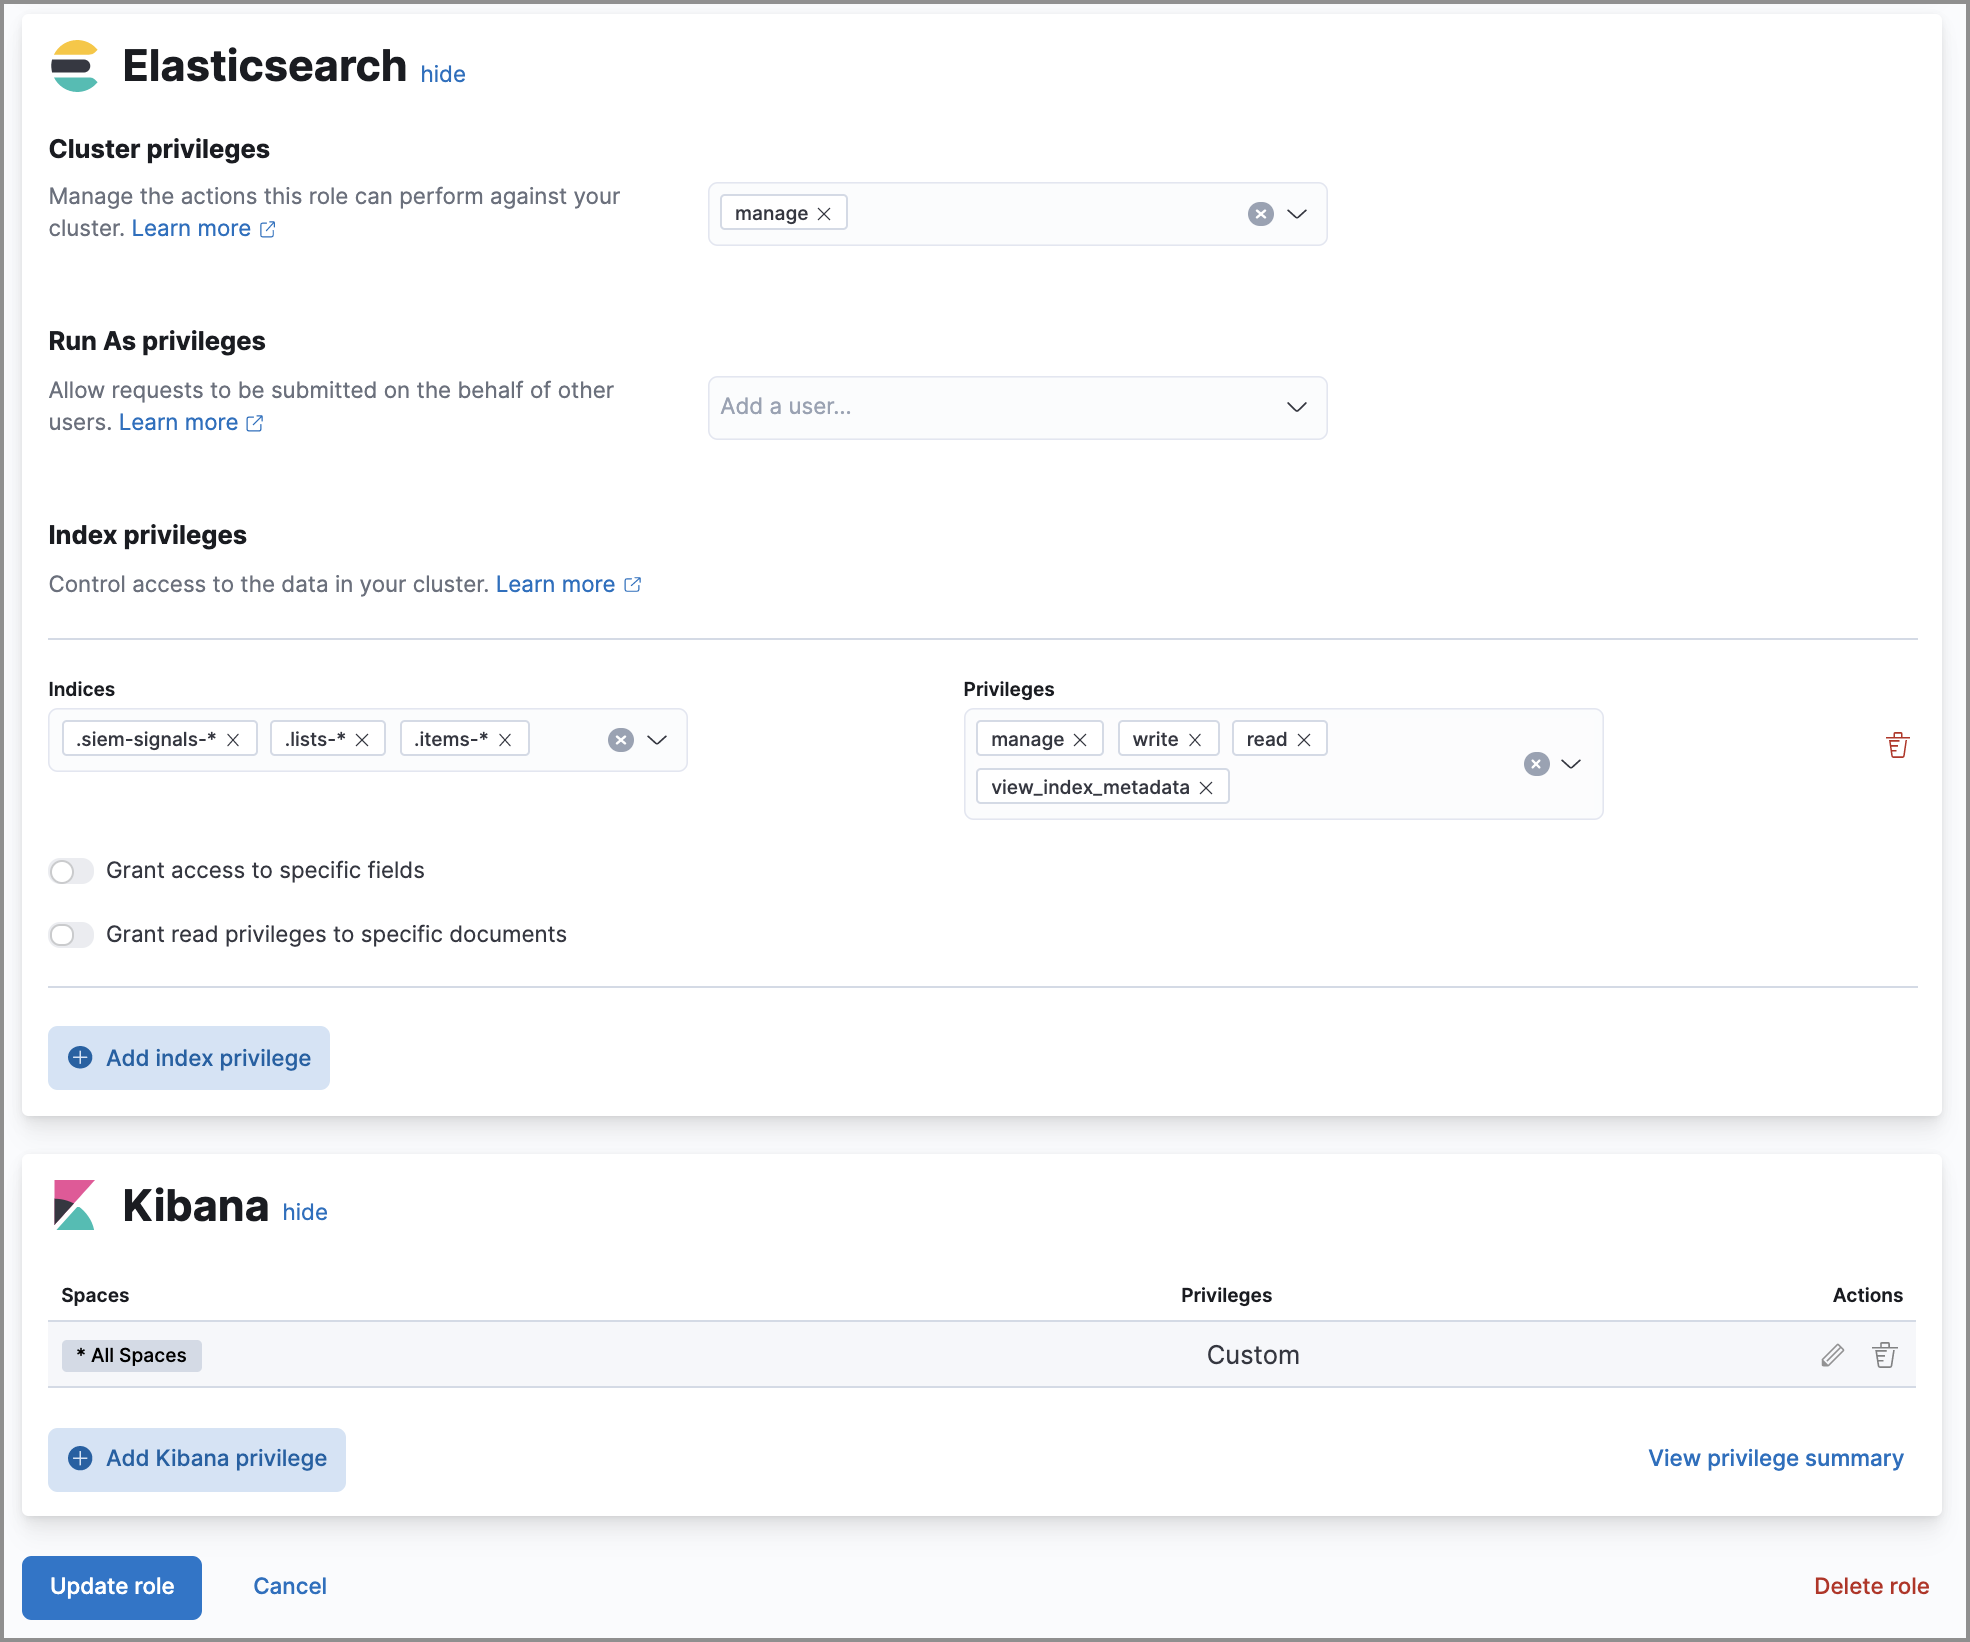 Elasticsearch hide
Cluster privileges
Manage the actions this role can perform against your
cluster. Learn more
manage
Run As privileges
Allow requests to be submitted on the behalf of other
users. Learn more
Add a user...
Index privileges
Control access to the data in your cluster. Learn more
Indices
.siem-signals-* .lists-* .items-*
Privileges
manage write read
view_index_metadata
Grant access to specific fields
Grant read privileges to specific documents
Add index privilege
Kibana hide
Spaces Privileges Actions
* All Spaces Custom
Add Kibana privilege View privilege summary
Update role Cancel Delete role